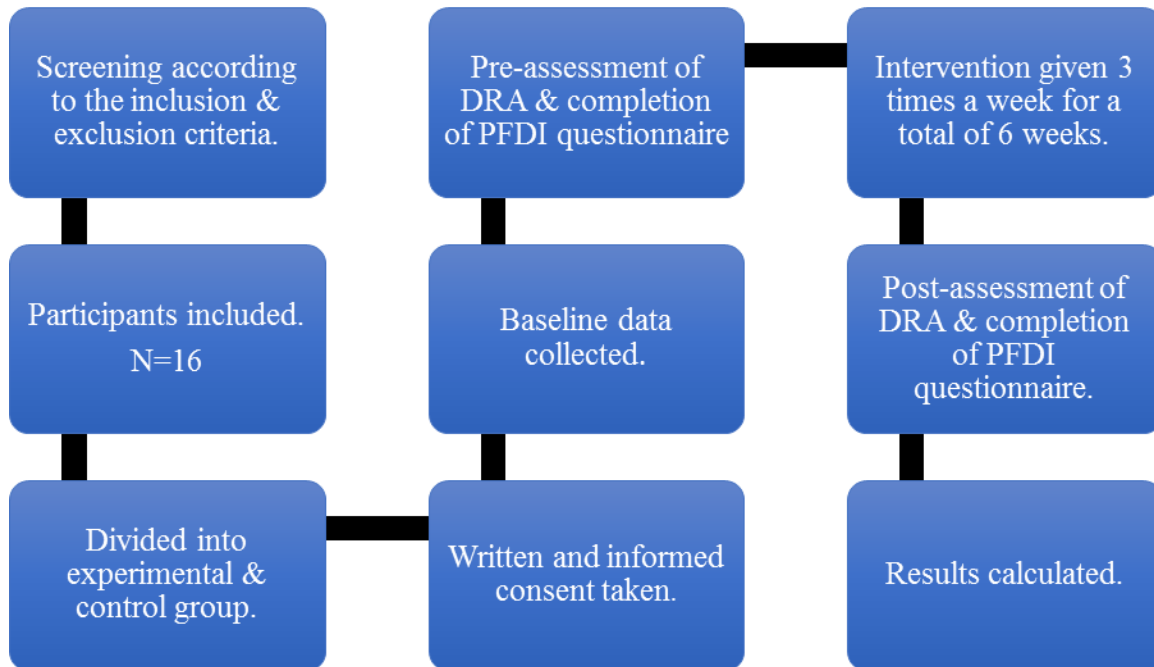 Screening according
to the inclusion &
exclusion criteria.
Participants included.
N=16
Divided into
experimental &
control group.
Written and informed
consent taken.
Baseline data
collected.
Pre-assessment of
DRA & completion
of PFDI questionnaire
Intervention given 3
times a week for a
total of 6 weeks.
Post-assessment of
DRA & completion
of PFDI
questionnaire.
Results calculated.